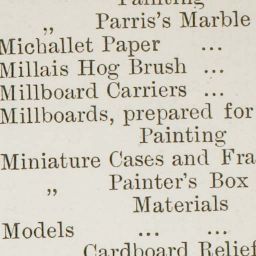 Painting
„ Parris's Marble
Michallet Paper ...
Millais Hog Brush ...
Millboard Carriers ...
Millboards, prepared for
Painting
Miniature Cases and Fra
„ Painter's Box
Materials
Models ... ...
Cardboard Relief